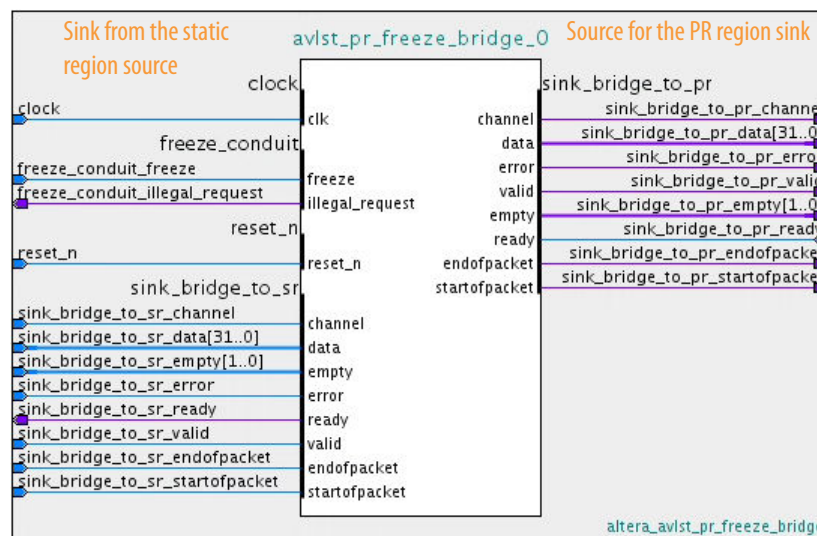 Sink from the static
region source
avlst_pr_freeze_bridge_0
Source for the PR region sink
clock
clock
clk
freeze_conduit
freeze_conduit_freeze
freeze
freeze_conduit_illegal_request
illegal_request
reset_n
reset_n
reset_n
sink_bridge_to_sr
sink_bridge_to_sr_channel
channel
sink_bridge_to_sr_data[31..0]
data
sink_bridge_to_sr_empty[1..0]
empty
sink_bridge_to_sr_error
error
sink_bridge_to_sr_ready
ready
sink_bridge_to_sr_valid
valid
sink_bridge_to_sr_endofpacket
endofpacket
sink_bridge_to_sr_startofpacket
startofpacket
sink_bridge_to_pr
channel
sink_bridge_to_pr_channe
data
sink_bridge_to_pr_data[31..0
error
sink_bridge_to_pr_erro
valid
sink_bridge_to_pr_valid
empty
sink_bridge_to_pr_empty[1..0
ready
sink_bridge_to_pr_ready
endofpacket
sink_bridge_to_pr_endofpacke
startofpacket
sink_bridge_to_pr_startofpacke
altera_avlst_pr_freeze_bridge